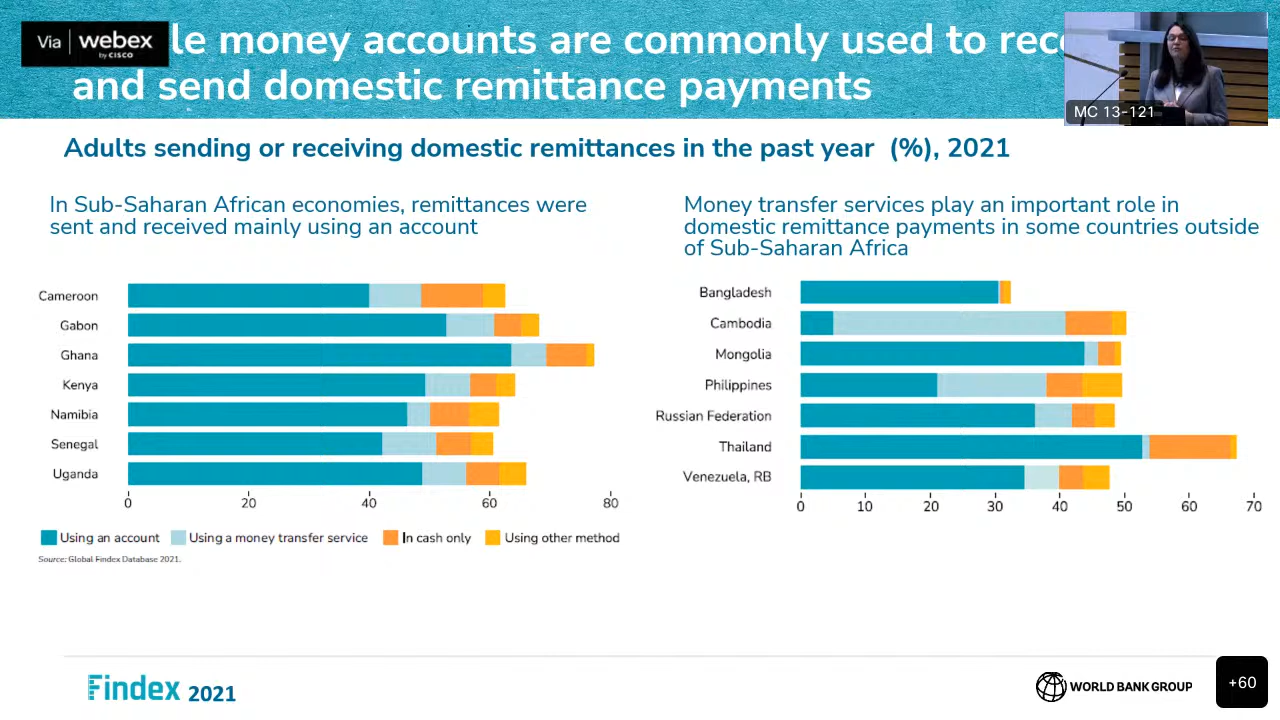 Via webex
by CISCO
le money accounts are commonly used to rec
and send domestic remittance payments
MC 13-121
Adults sending or receiving domestic remittances in the past year (%), 2021
In Sub-Saharan African economies, remittances were
sent and received mainly using an account
Cameroon
Gabon
Ghana
Kenya
Namibia
Senegal
Uganda
0 20 40 60 80
Using an account Using a money transfer service In cash only Using other method
Source: Global Findex Database 2021.
Money transfer services play an important role in
domestic remittance payments in some countries outside
of Sub-Saharan Africa
Bangladesh
Cambodia
Mongolia
Philippines
Russian Federation
Thailand
Venezuela, RB
0 10 20 30 40 50 60 70
Findex 2021
WORLD BANK GROUP
+60